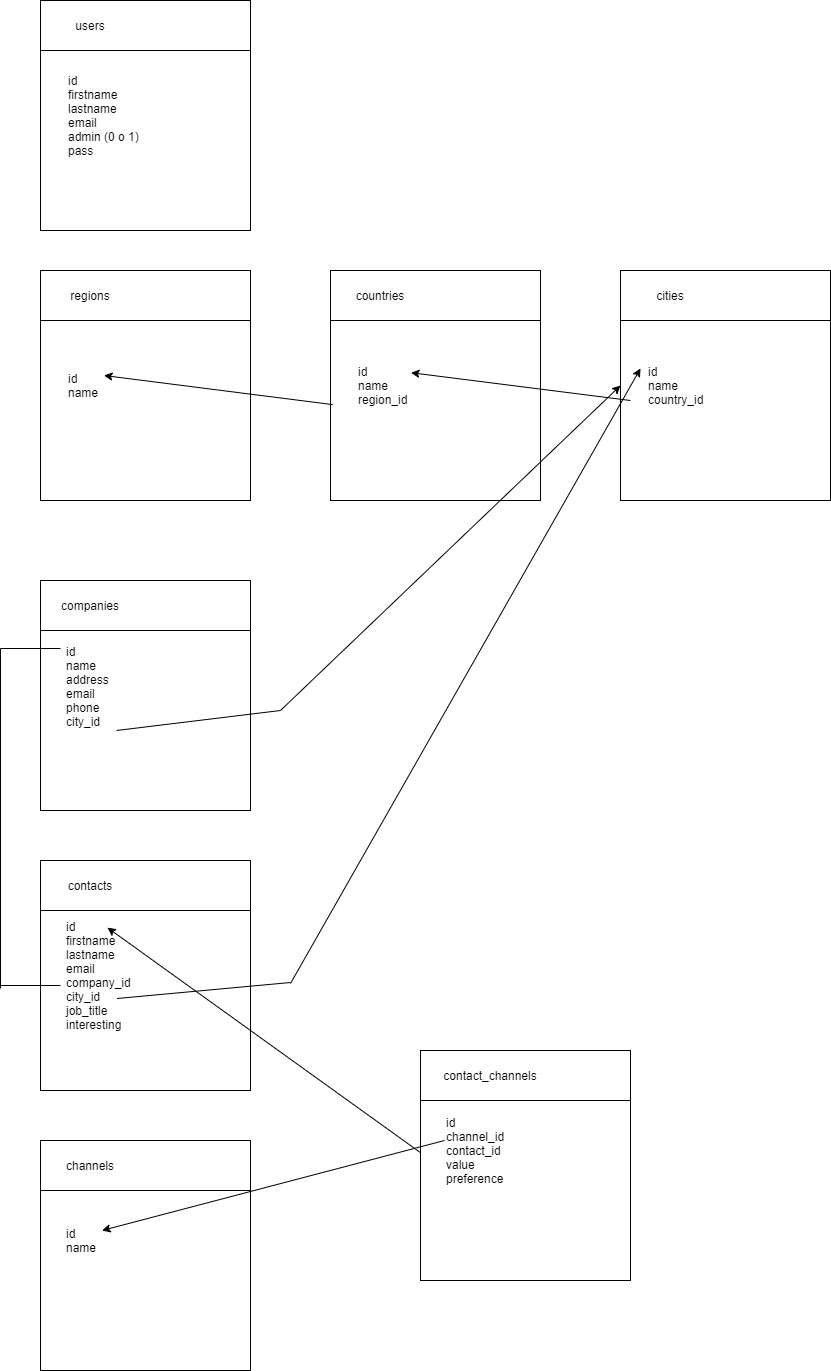 users
id
firstname
lastname
email
admin (0 o 1)
pass
regions
id
name
countries
id
name
region_id
cities
id
name
country_id
companies
id
name
address
email
phone
city_id
contacts
id
firstname
lastname
email
company_id
city_id
job_title
interesting
contact_channels
id
channel_id
contact_id
value
preference
channels
id
name